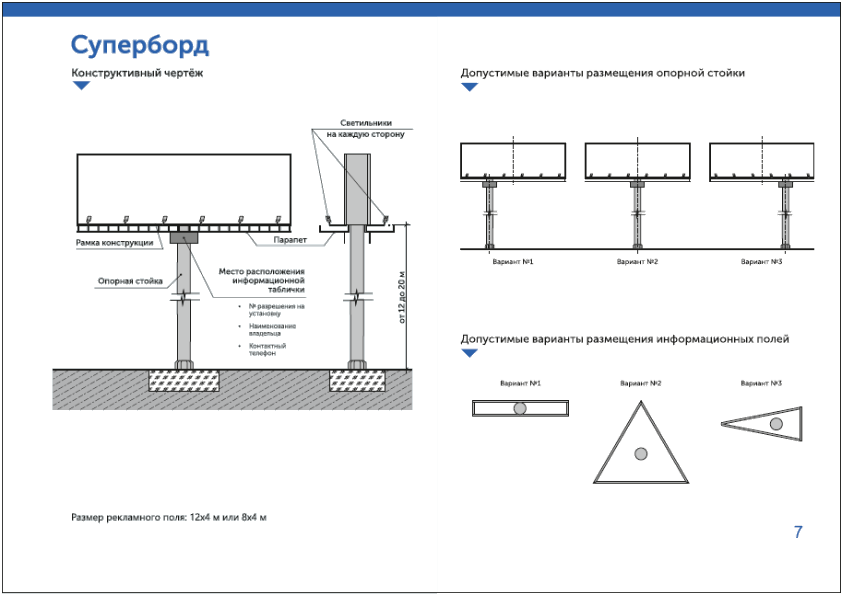 Суперборд
Конструктивный чертёж
Светильники
на каждую сторону
Рамка конструкции
Парапет
Опорная стойка
Место расположения
информационной
таблички
• № разрешения на
установку
• Наименование
владельца
• Контактный
телефон
от 12 до 20 м
Размер рекламного поля: 12х4 м или 8х4 м
Допустимые варианты размещения опорной стойки
Вариант №1
Вариант №2
Вариант №3
Допустимые варианты размещения информационных полей
Вариант №1
Вариант №2
Вариант №3
7